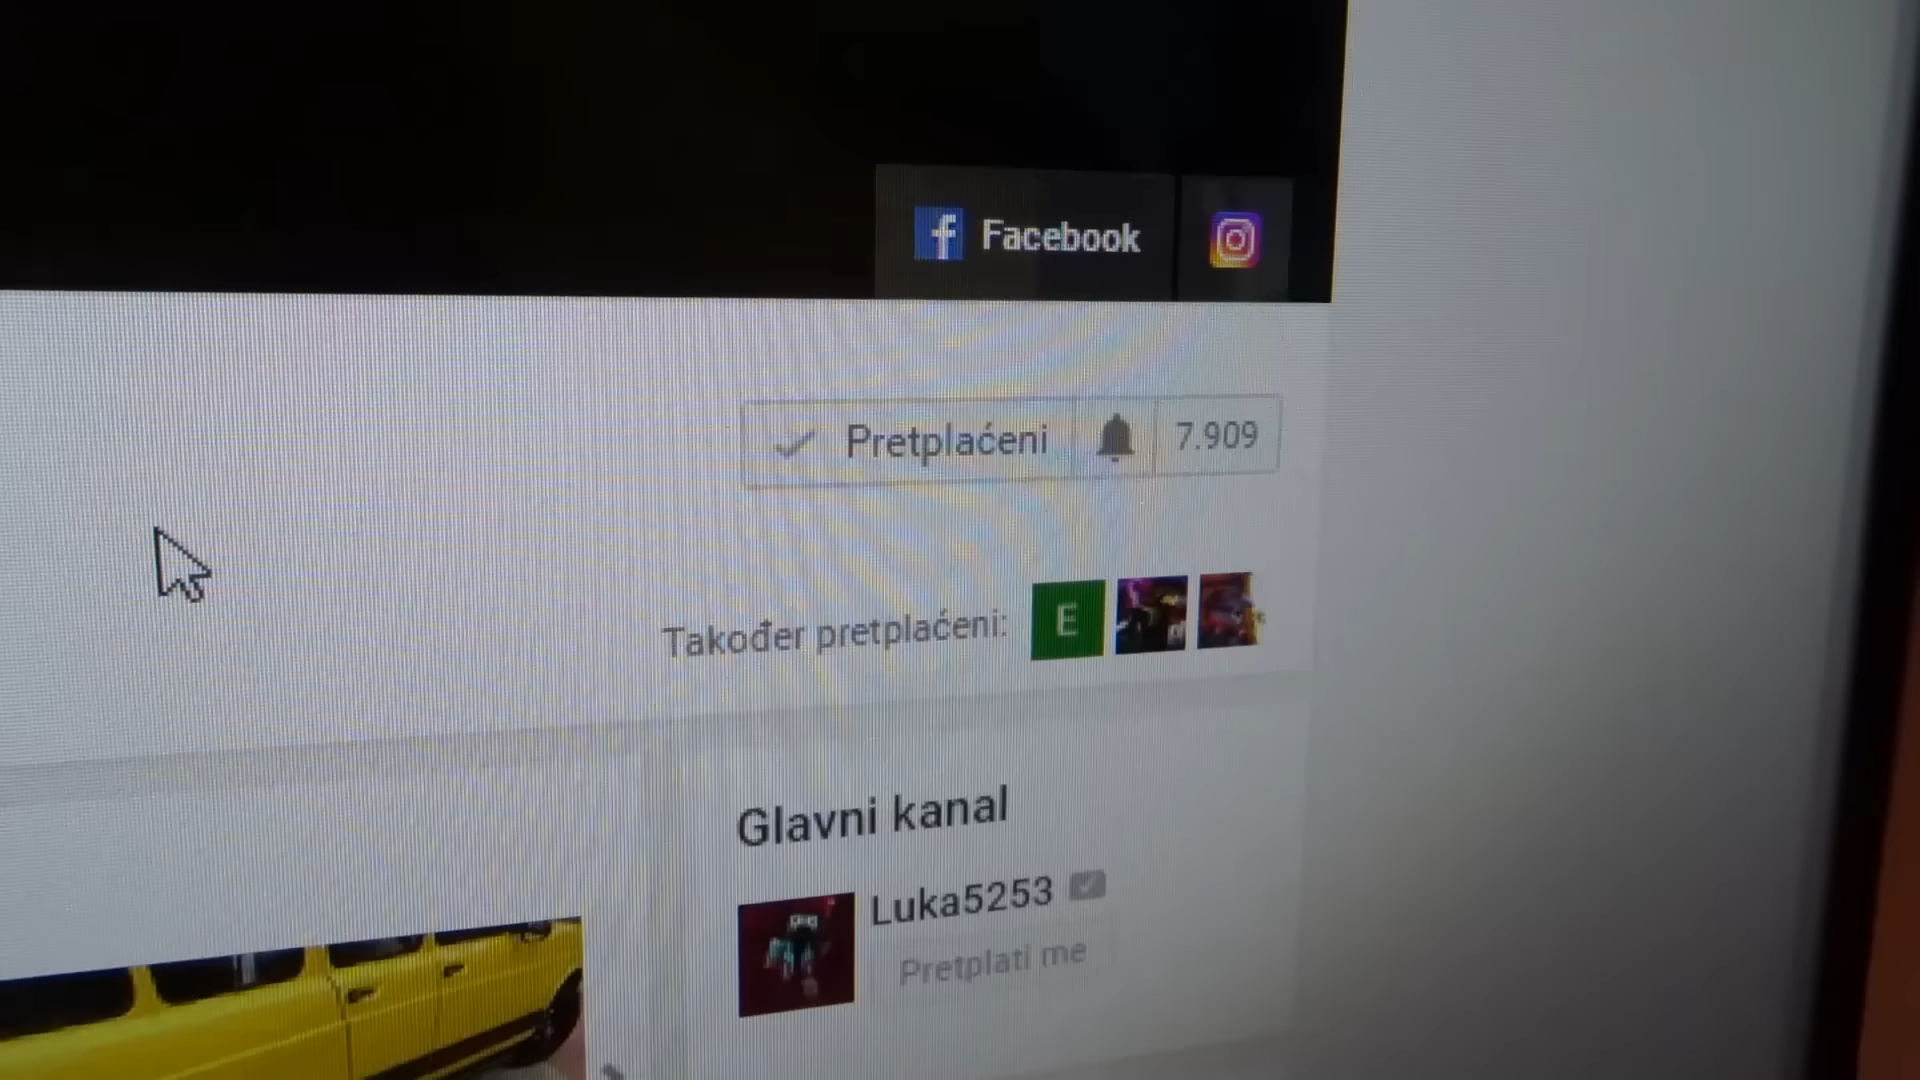 Facebook
Pretplaćeni 7.909
Također pretplaćeni: E
Glavni kanal
Luka5253
Pretplati me